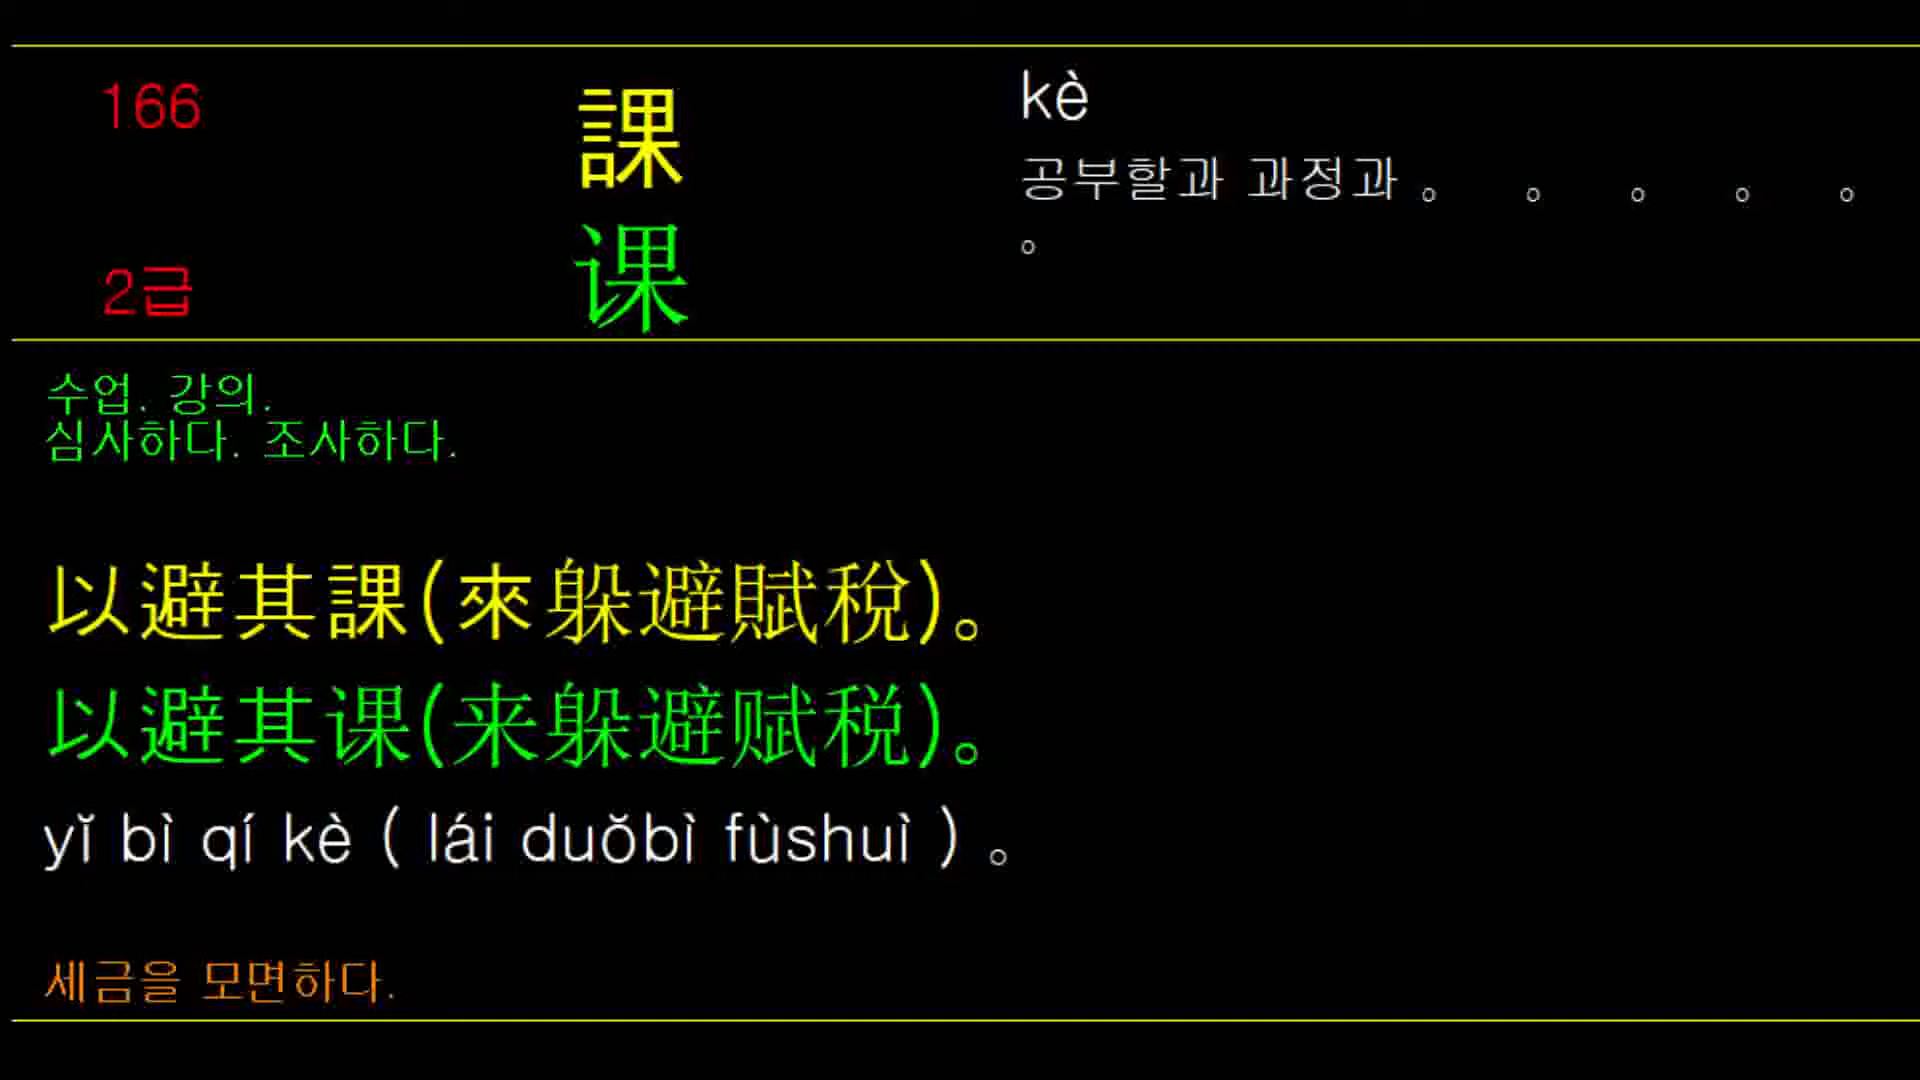 166
課
kè
공부할과 과정과 。 。 。 。 。
。
2급
课
수업. 강의.
심사하다. 조사하다.
以避其課(來躲避賦稅)。
以避其课(来躲避赋税)。
yǐ bì qí kè ( lái duǒbì fùshuì ) 。
세금을 모면하다.